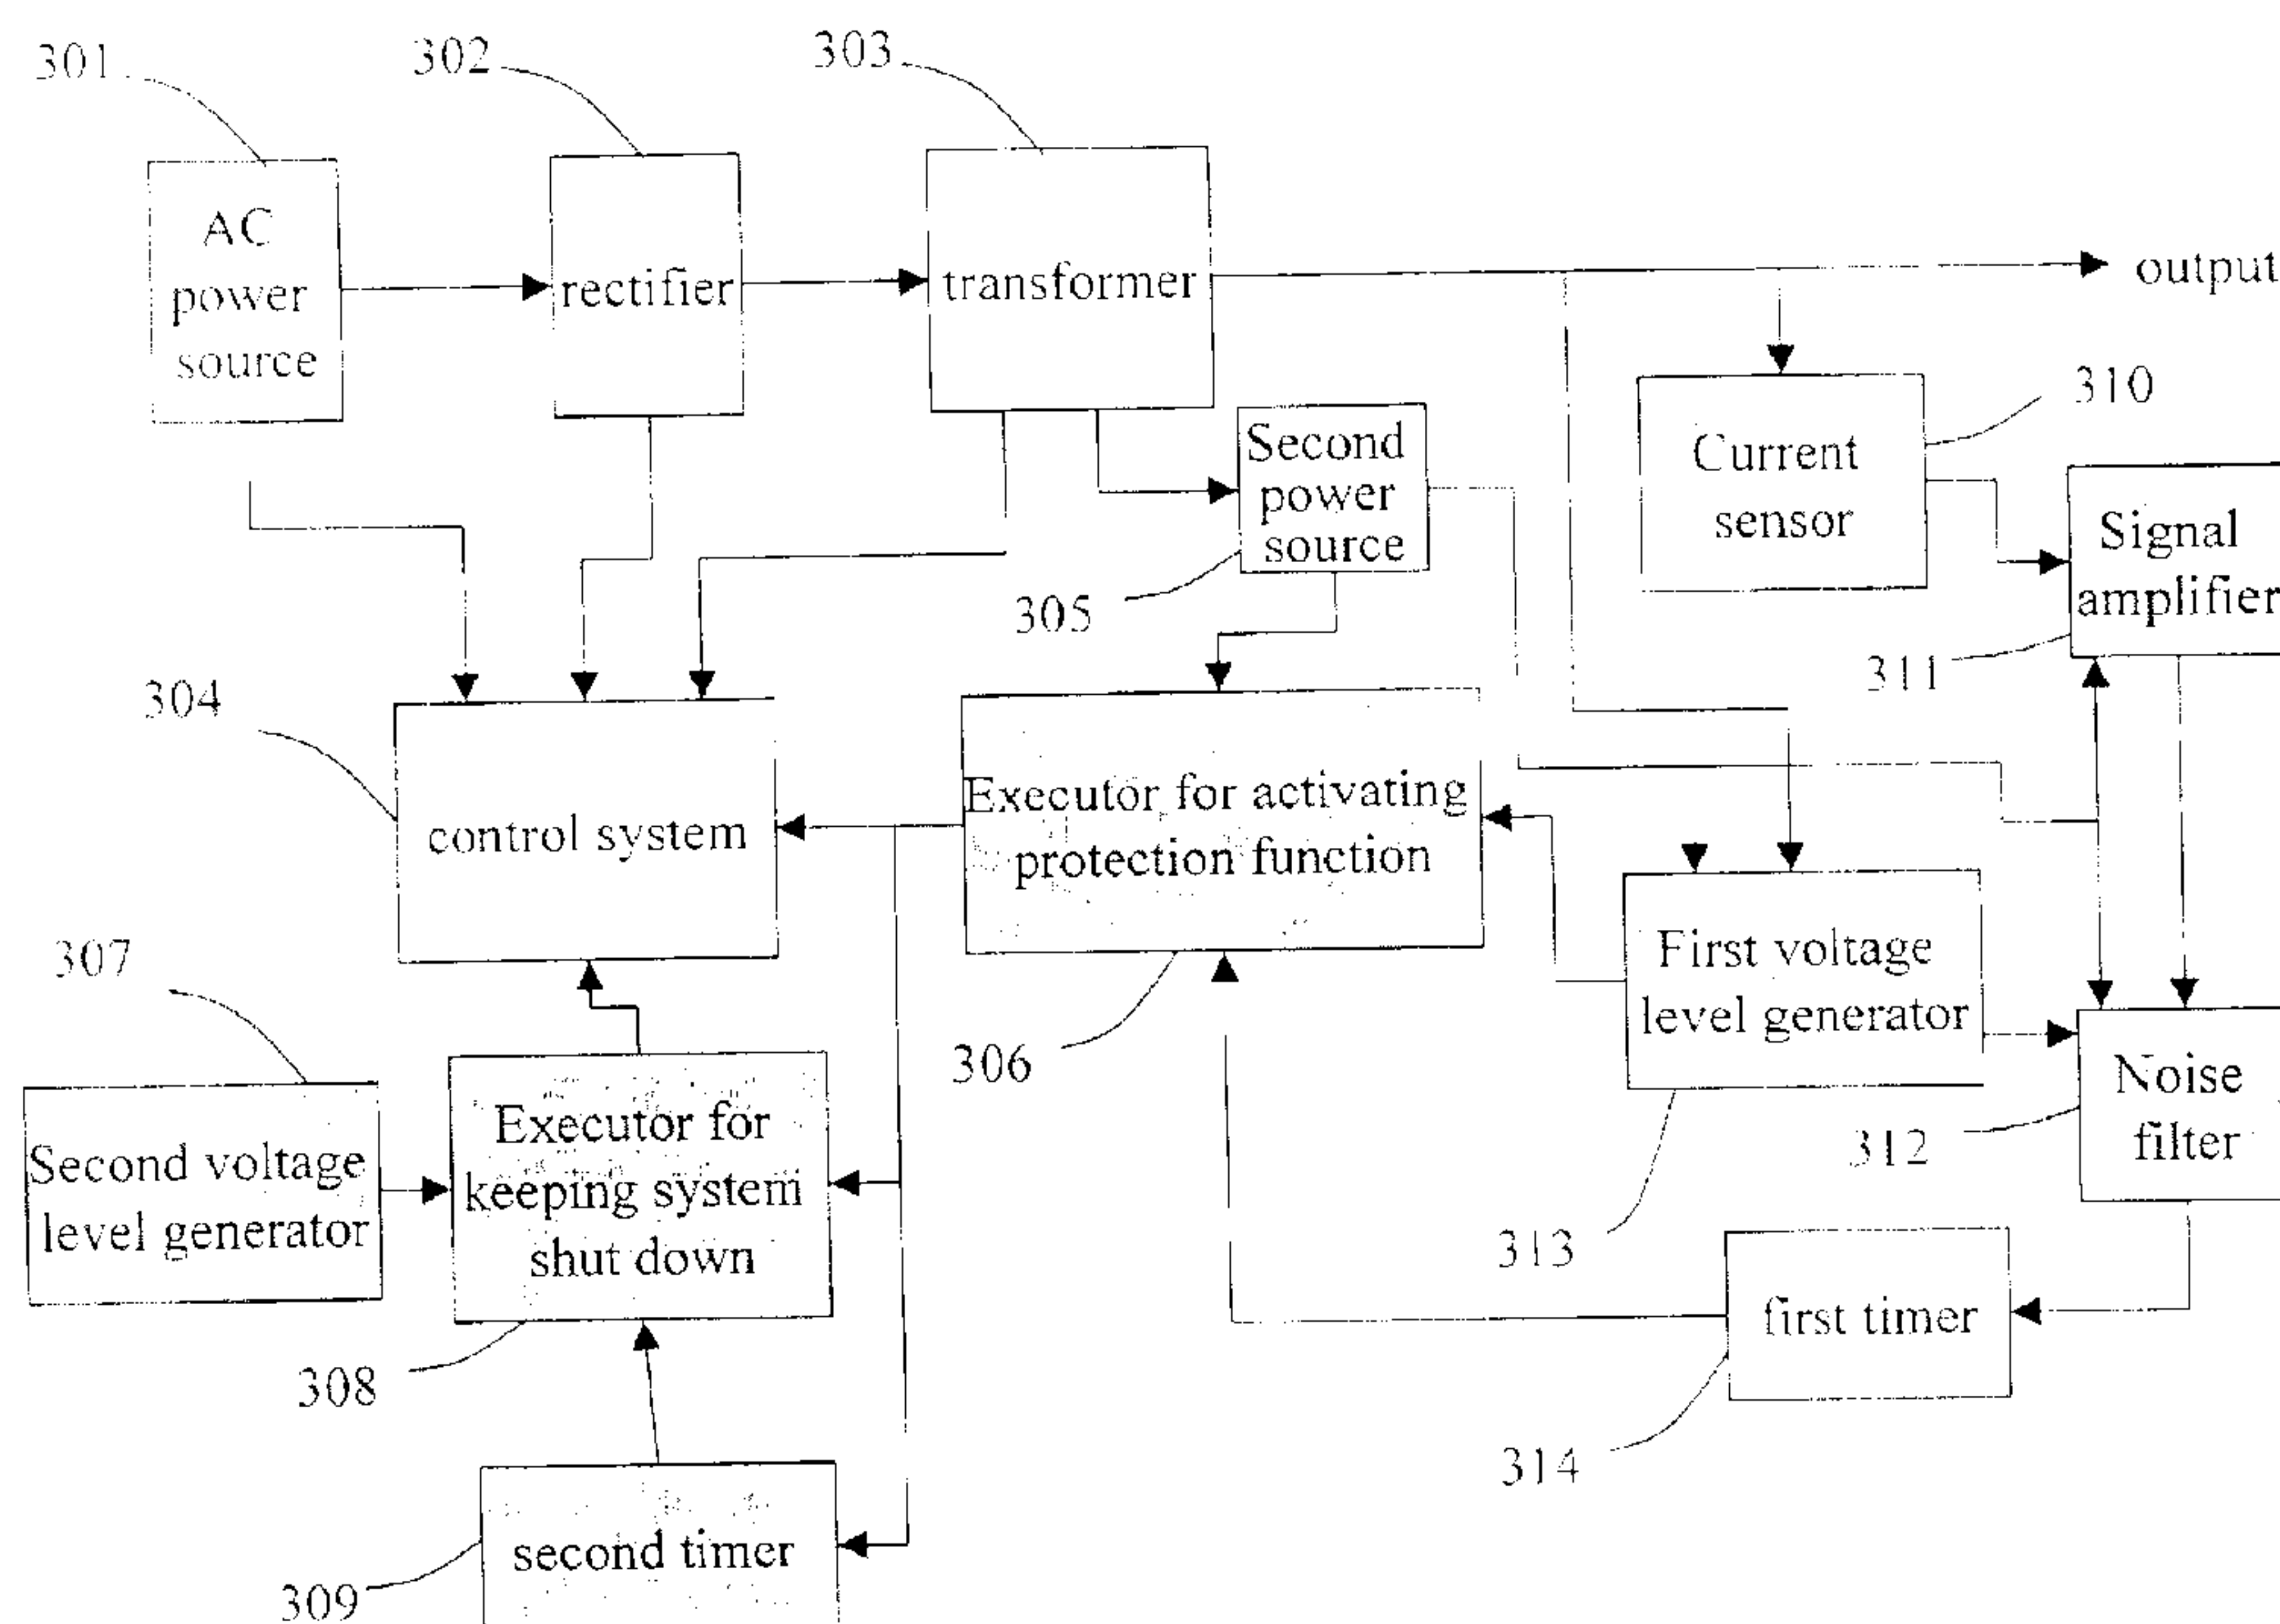 301
302
303
AC
power
source
rectifier
transformer
output
310
Second
power
source
Current
sensor
Signal
amplifier
305
311
304
control system
Executor for activating
protection function
First voltage
level generator
307
306
Noise
filter
312
Executor for
keeping system
shut down
Second voltage
level generator
313
first timer
308
314
second timer
309